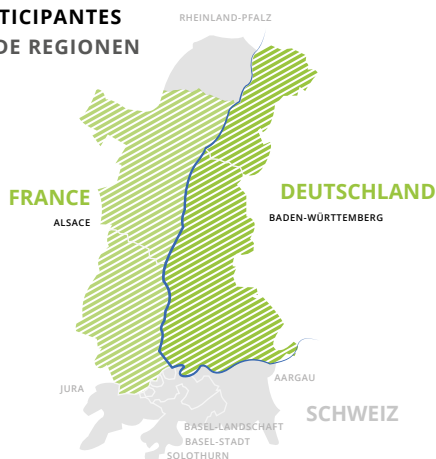 TICIPANTES
DE REGIONEN
RHEINLAND-PFALZ
FRANCE
ALSACE
DEUTSCHLAND
BADEN-WÜRTTEMBERG
JURA
AARGAU
SCHWEIZ
BASEL-LANDSCHAFT
BASEL-STADT
SOLOTHURN